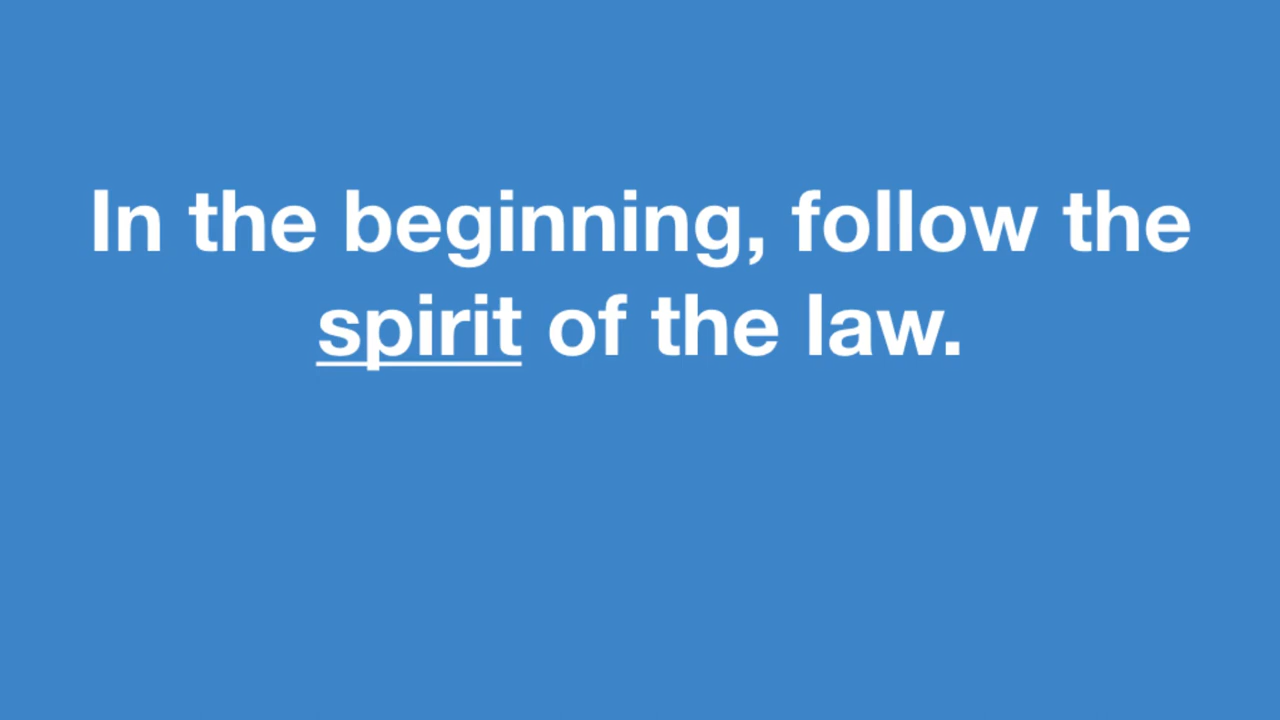 In the beginning, follow the
spirit of the law.